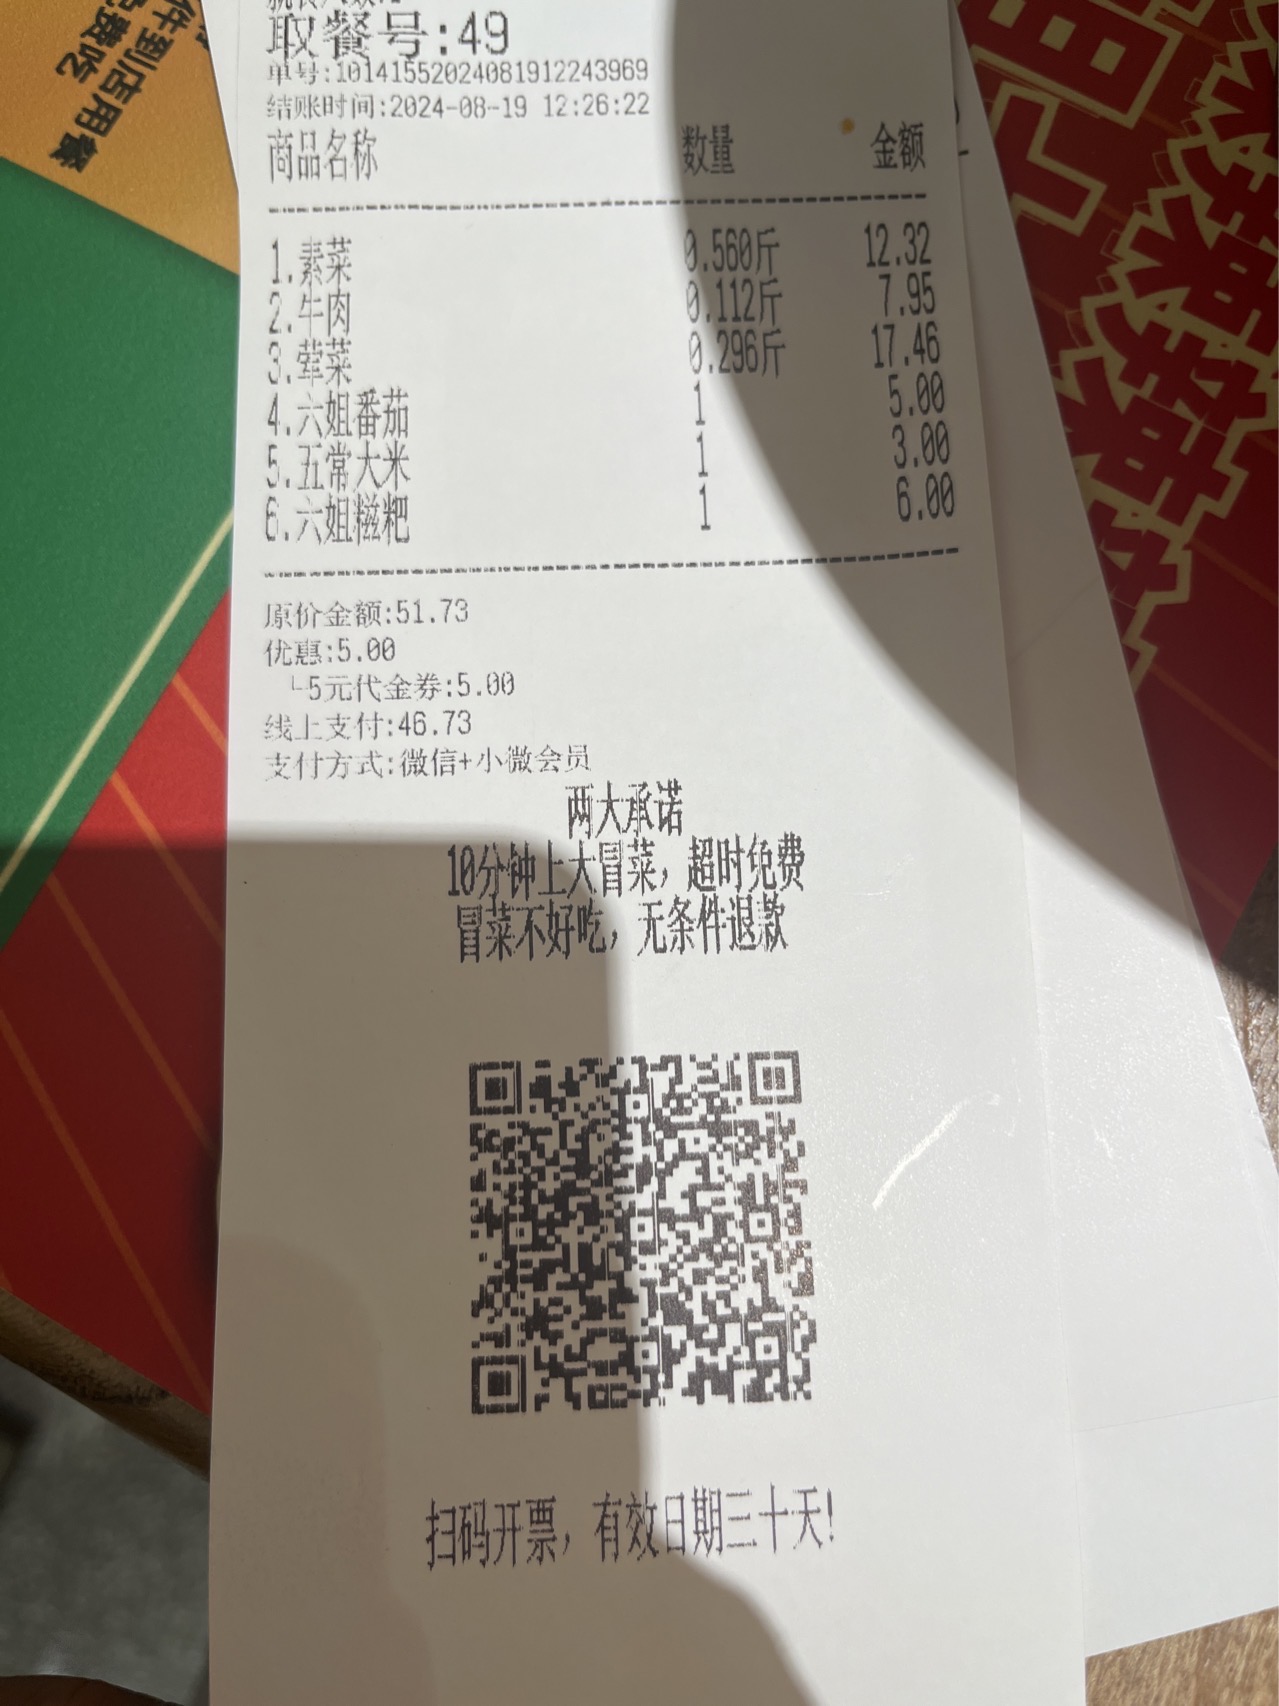 取餐号:49
单号:10141552024081912243969
结账时间:2024-08-19 12:26:22
商品名称 数量 金额
1.素菜 0.560斤 12.32
2.牛肉 0.112斤 7.95
3.荤菜 0.296斤 17.46
4.六姐番茄 1 5.00
5.五常大米 1 3.00
6.六姐糍粑 1 6.00
原价金额:51.73
优惠:5.00
└5元代金券:5.00
线上支付:46.73
支付方式:微信+小微会员
两大承诺
10分钟上大冒菜，超时免费
冒菜不好吃，无条件退款
扫码开票，有效日期三十天!
件到店用餐
费吃